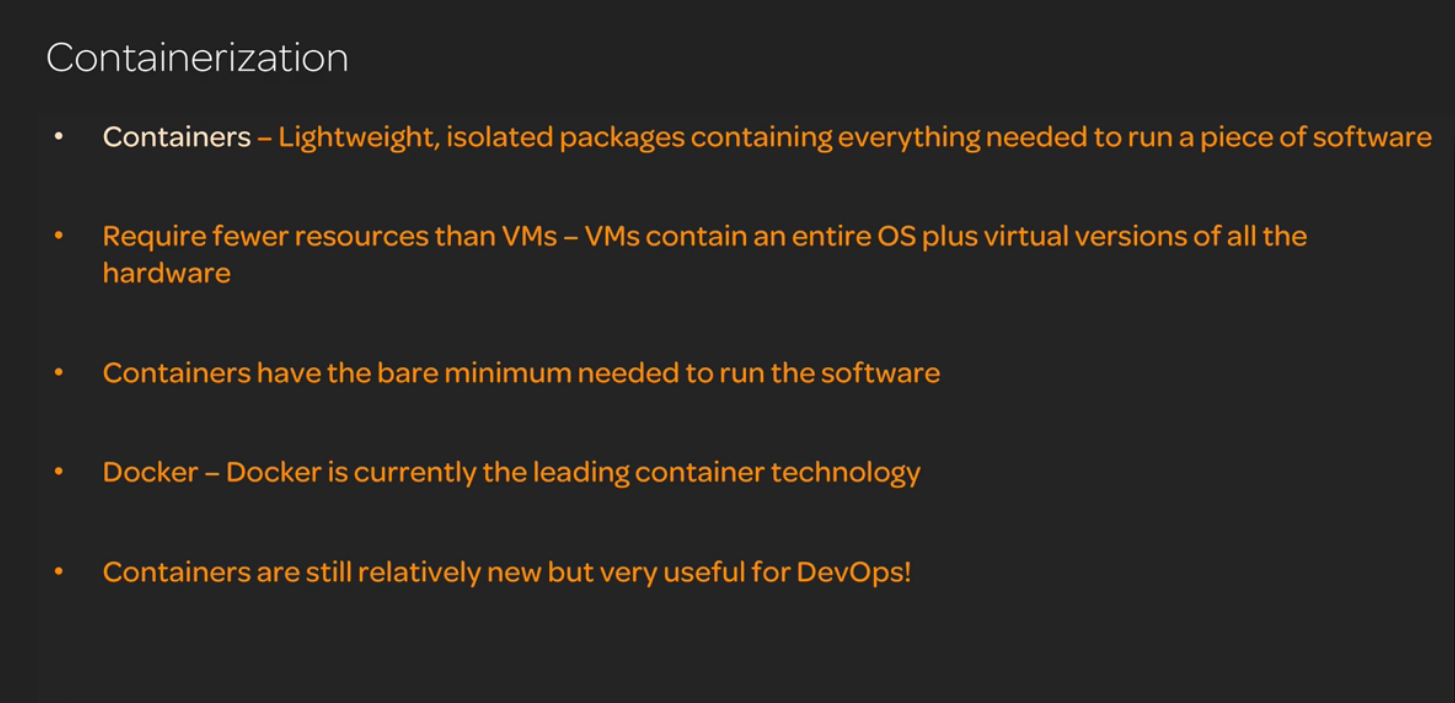 Containerization
• Containers – Lightweight, isolated packages containing everything needed to run a piece of software
• Require fewer resources than VMs – VMs contain an entire OS plus virtual versions of all the
hardware
• Containers have the bare minimum needed to run the software
• Docker – Docker is currently the leading container technology
• Containers are still relatively new but very useful for DevOps!